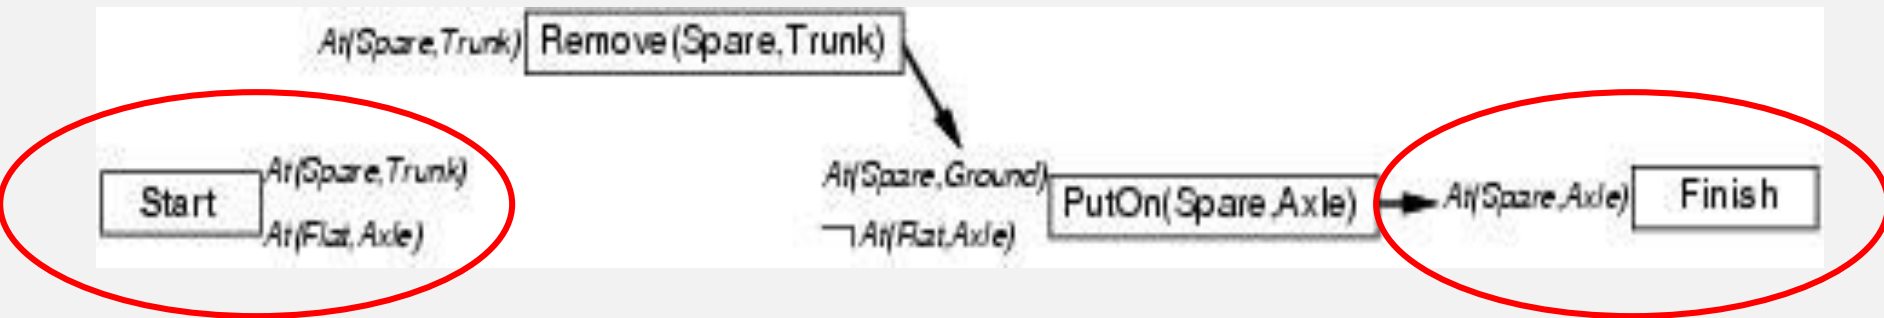 At(Spare,Trunk) Remove(Spare,Trunk)
Start At(Spare,Trunk)
At(Flat,Axle)
At(Spare,Ground)
¬At(Flat,Axle)
PutOn(Spare,Axle)
At(Spare,Axle) Finish